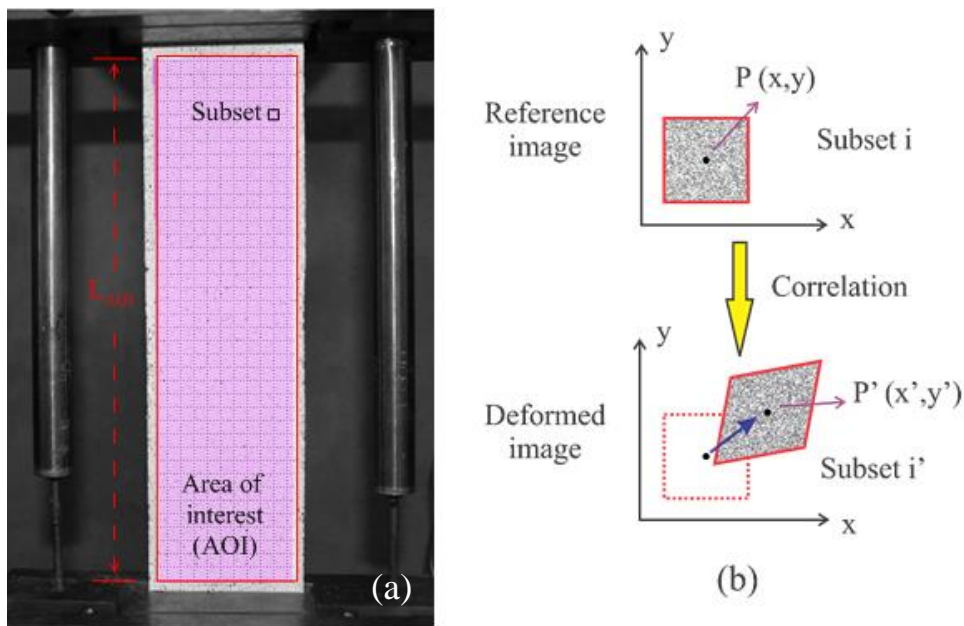 Subset
Area of
interest
(AOI)
(a)
y
P (x,y)
Reference
image
Subset i
x
Correlation
y
P’ (x’,y’)
Deformed
image
Subset i’
x
(b)